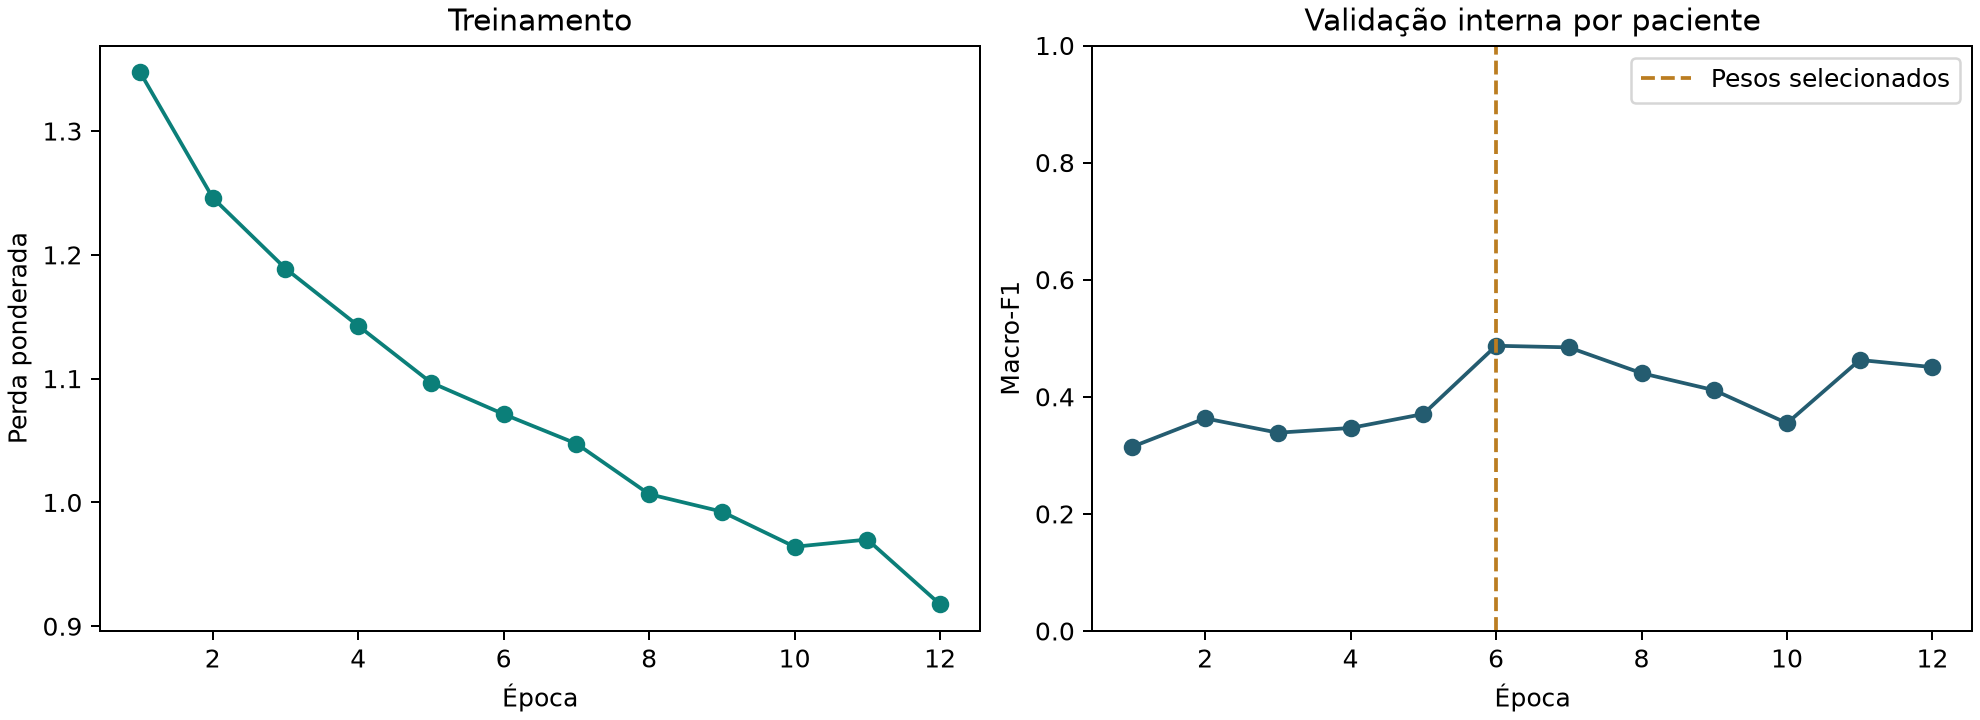 Treinamento
Perda ponderada
1.3
1.2
1.1
1.0
0.9
2 4 6 8 10 12
Época
Validação interna por paciente
Macro-F1
1.0
0.8
0.6
0.4
0.2
0.0
Pesos selecionados
2 4 6 8 10 12
Época